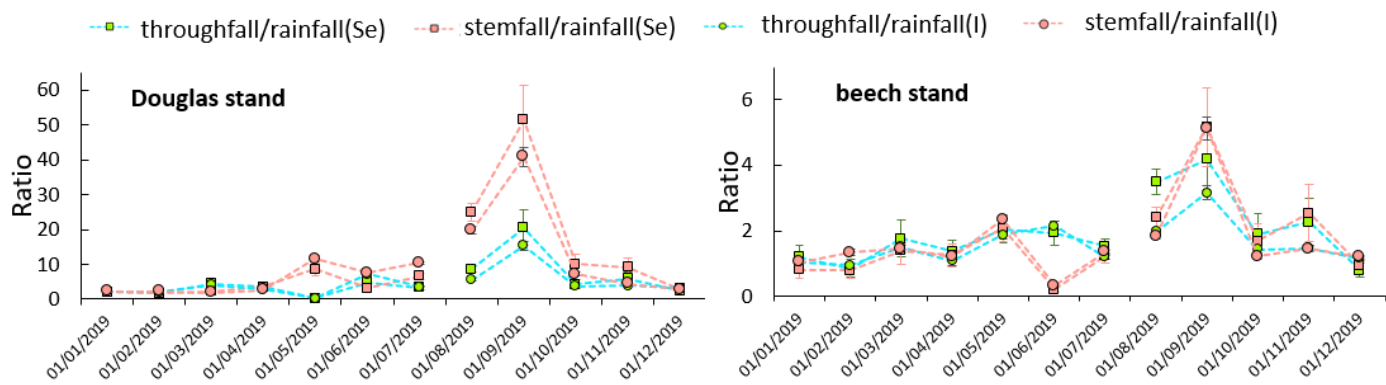 throughfall/rainfall(Se) stemfall/rainfall(Se) throughfall/rainfall(I) stemfall/rainfall(I)
Douglas stand
Ratio
60
50
40
30
20
10
0
01/01/2019 01/02/2019 01/03/2019 01/04/2019 01/05/2019 01/06/2019 01/07/2019 01/08/2019 01/09/2019 01/10/2019 01/11/2019 01/12/2019
beech stand
Ratio
6
4
2
0
01/01/2019 01/02/2019 01/03/2019 01/04/2019 01/05/2019 01/06/2019 01/07/2019 01/08/2019 01/09/2019 01/10/2019 01/11/2019 01/12/2019